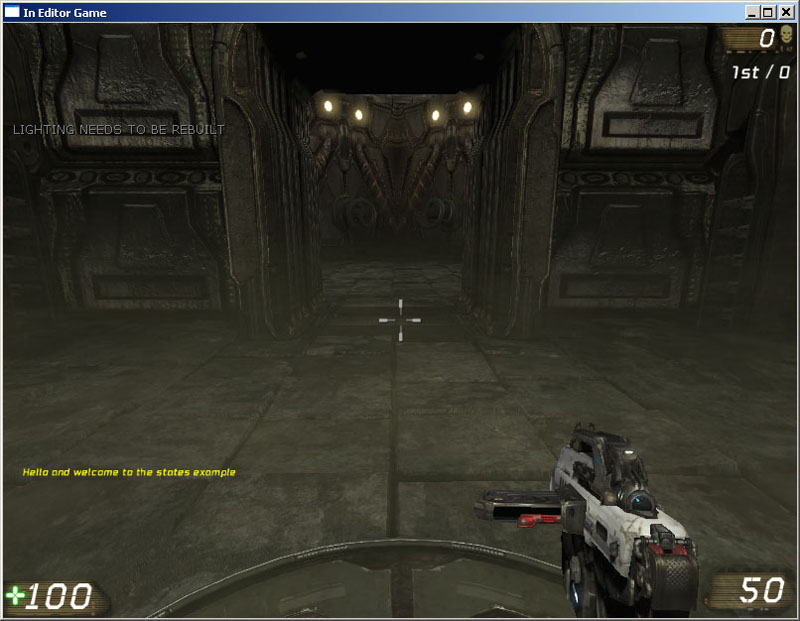 In Editor Game
0
1st / 0
LIGHTING NEEDS TO BE REBUILT
Hello and welcome to the states example
+100
50